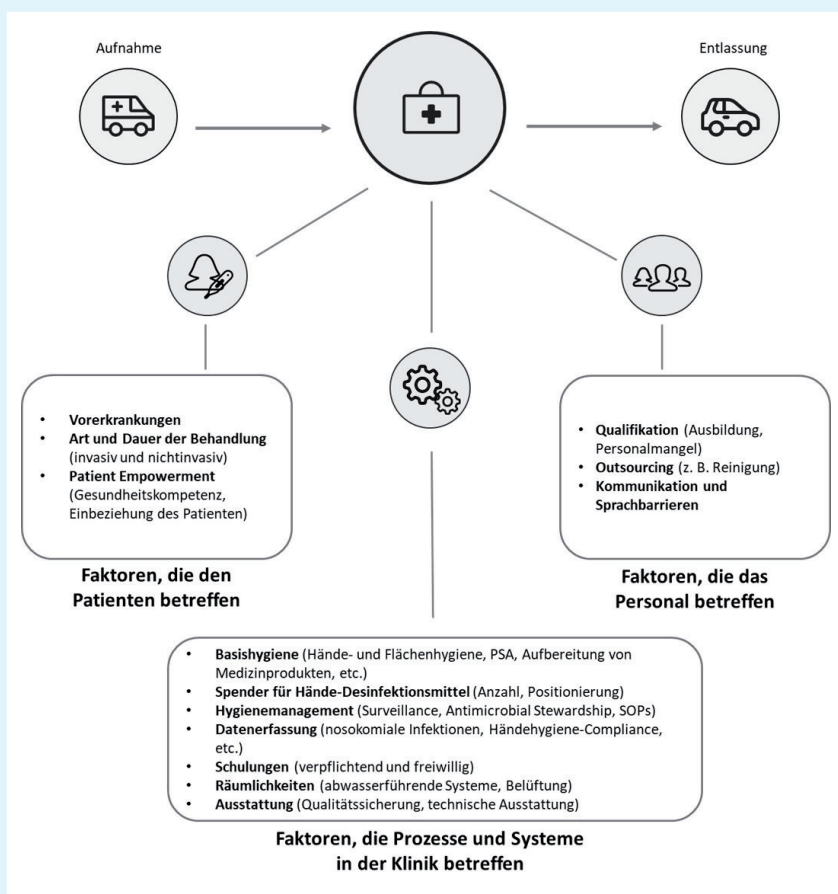 Aufnahme
Entlassung
• Vorerkrankungen
• Art und Dauer der Behandlung
(invasiv und nichtinvasiv)
• Patient Empowerment
(Gesundheitskompetenz,
Einbeziehung des Patienten)
Faktoren, die den
Patienten betreffen
• Qualifikation (Ausbildung,
Personalmangel)
• Outsourcing (z. B. Reinigung)
• Kommunikation und
Sprachbarrieren
Faktoren, die das
Personal betreffen
• Basishygiene (Hände- und Flächenhygiene, PSA, Aufbereitung von
Medizinprodukten, etc.)
• Spender für Hände-Desinfektionsmittel (Anzahl, Positionierung)
• Hygienemanagement (Surveillance, Antimicrobial Stewardship, SOPs)
• Datenerfassung (nosokomiale Infektionen, Händehygiene-Compliance,
etc.)
• Schulungen (verpflichtend und freiwillig)
• Räumlichkeiten (abwasserführende Systeme, Belüftung)
• Ausstattung (Qualitätssicherung, technische Ausstattung)
Faktoren, die Prozesse und Systeme
in der Klinik betreffen